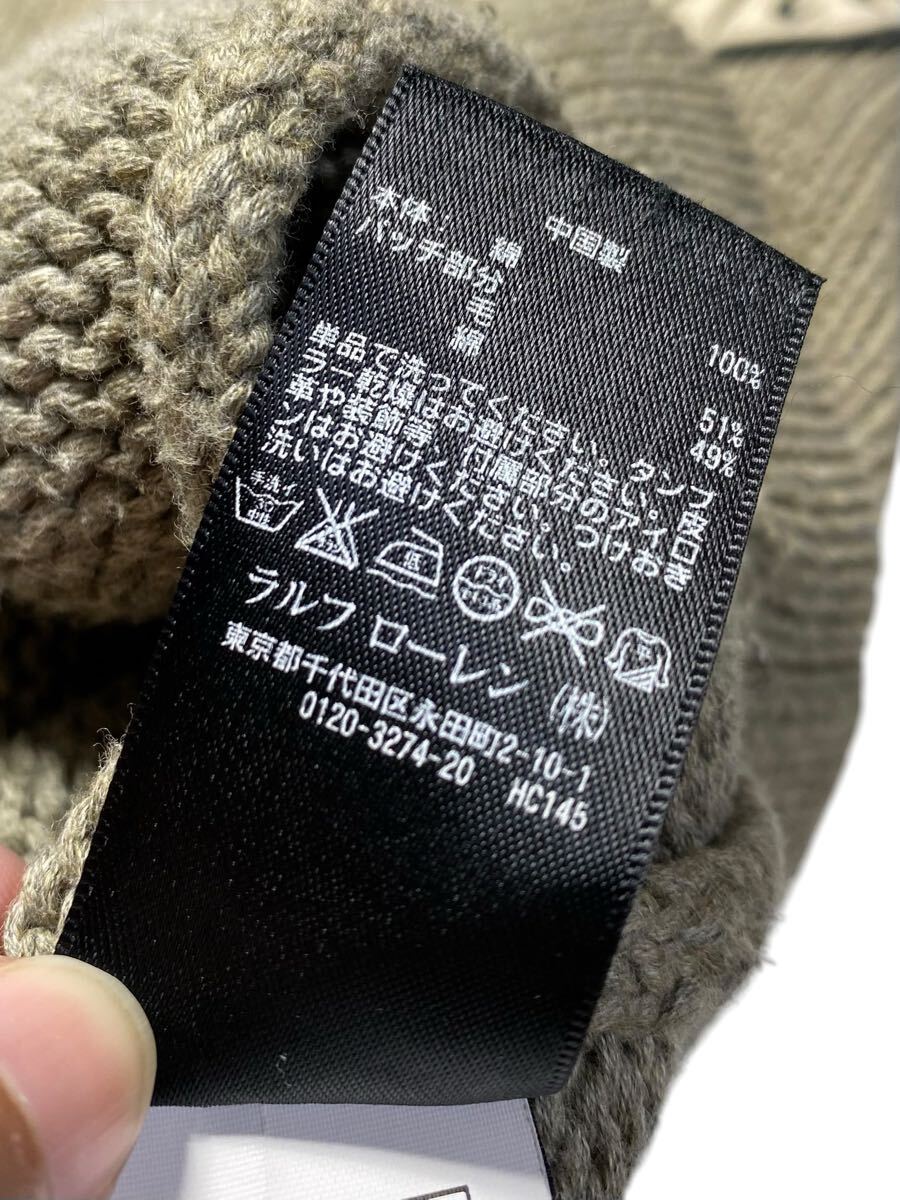 中国製
本体: 綿 100%
パッチ部分
毛 51%
綿 49%
単品で洗ってください。タンブ
ラー乾燥はお避けください。皮
革や装飾等、付属部分のアイロ
ンはお避けください。つけおき
洗いはお避けください。
手洗イ
低
ラルフ ローレン (株)
東京都千代田区永田町2-10-1
0120-3274-20 HC145